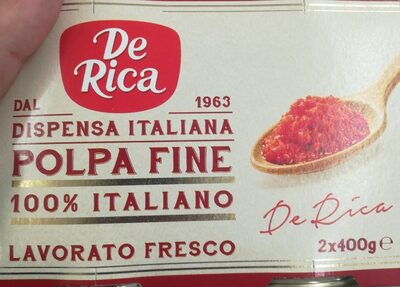 De
Rica
DAL 1963
DISPENSA ITALIANA
POLPA FINE
100% ITALIANO
De Rica
LAVORATO FRESCO
2x400g ℮